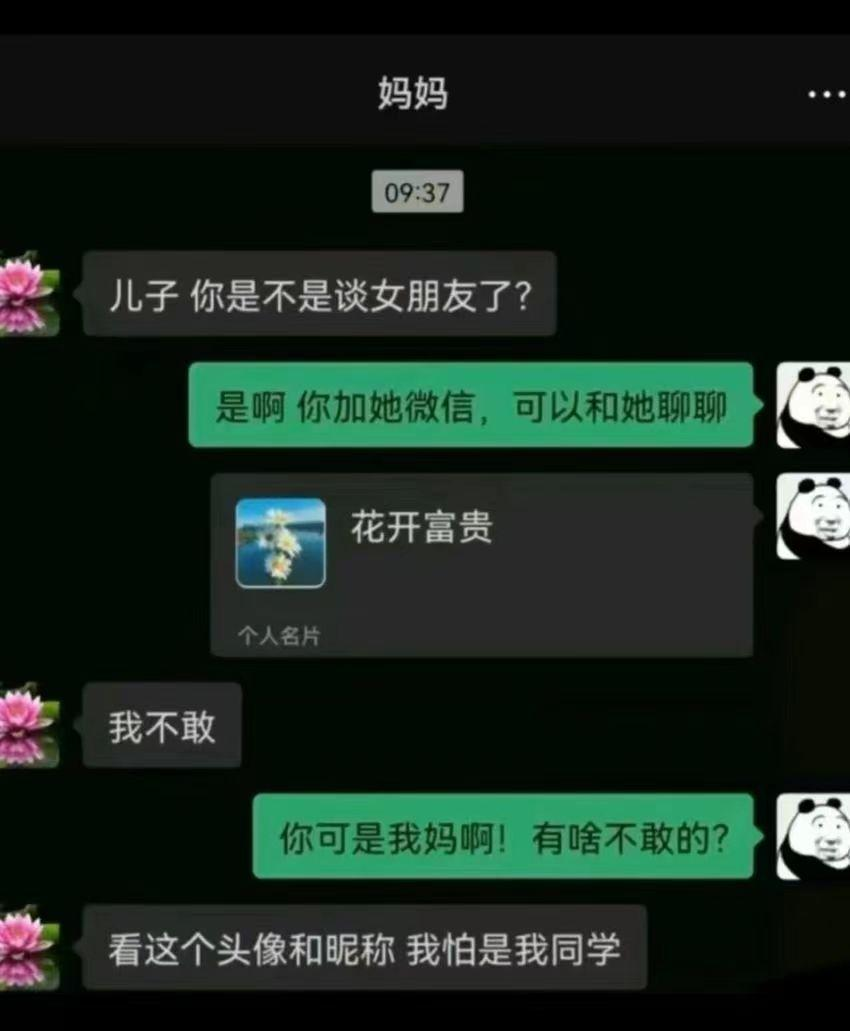 妈妈
09:37
儿子 你是不是谈女朋友了?
是啊 你加她微信，可以和她聊聊
花开富贵
个人名片
我不敢
你可是我妈啊！有啥不敢的?
看这个头像和昵称 我怕是我同学